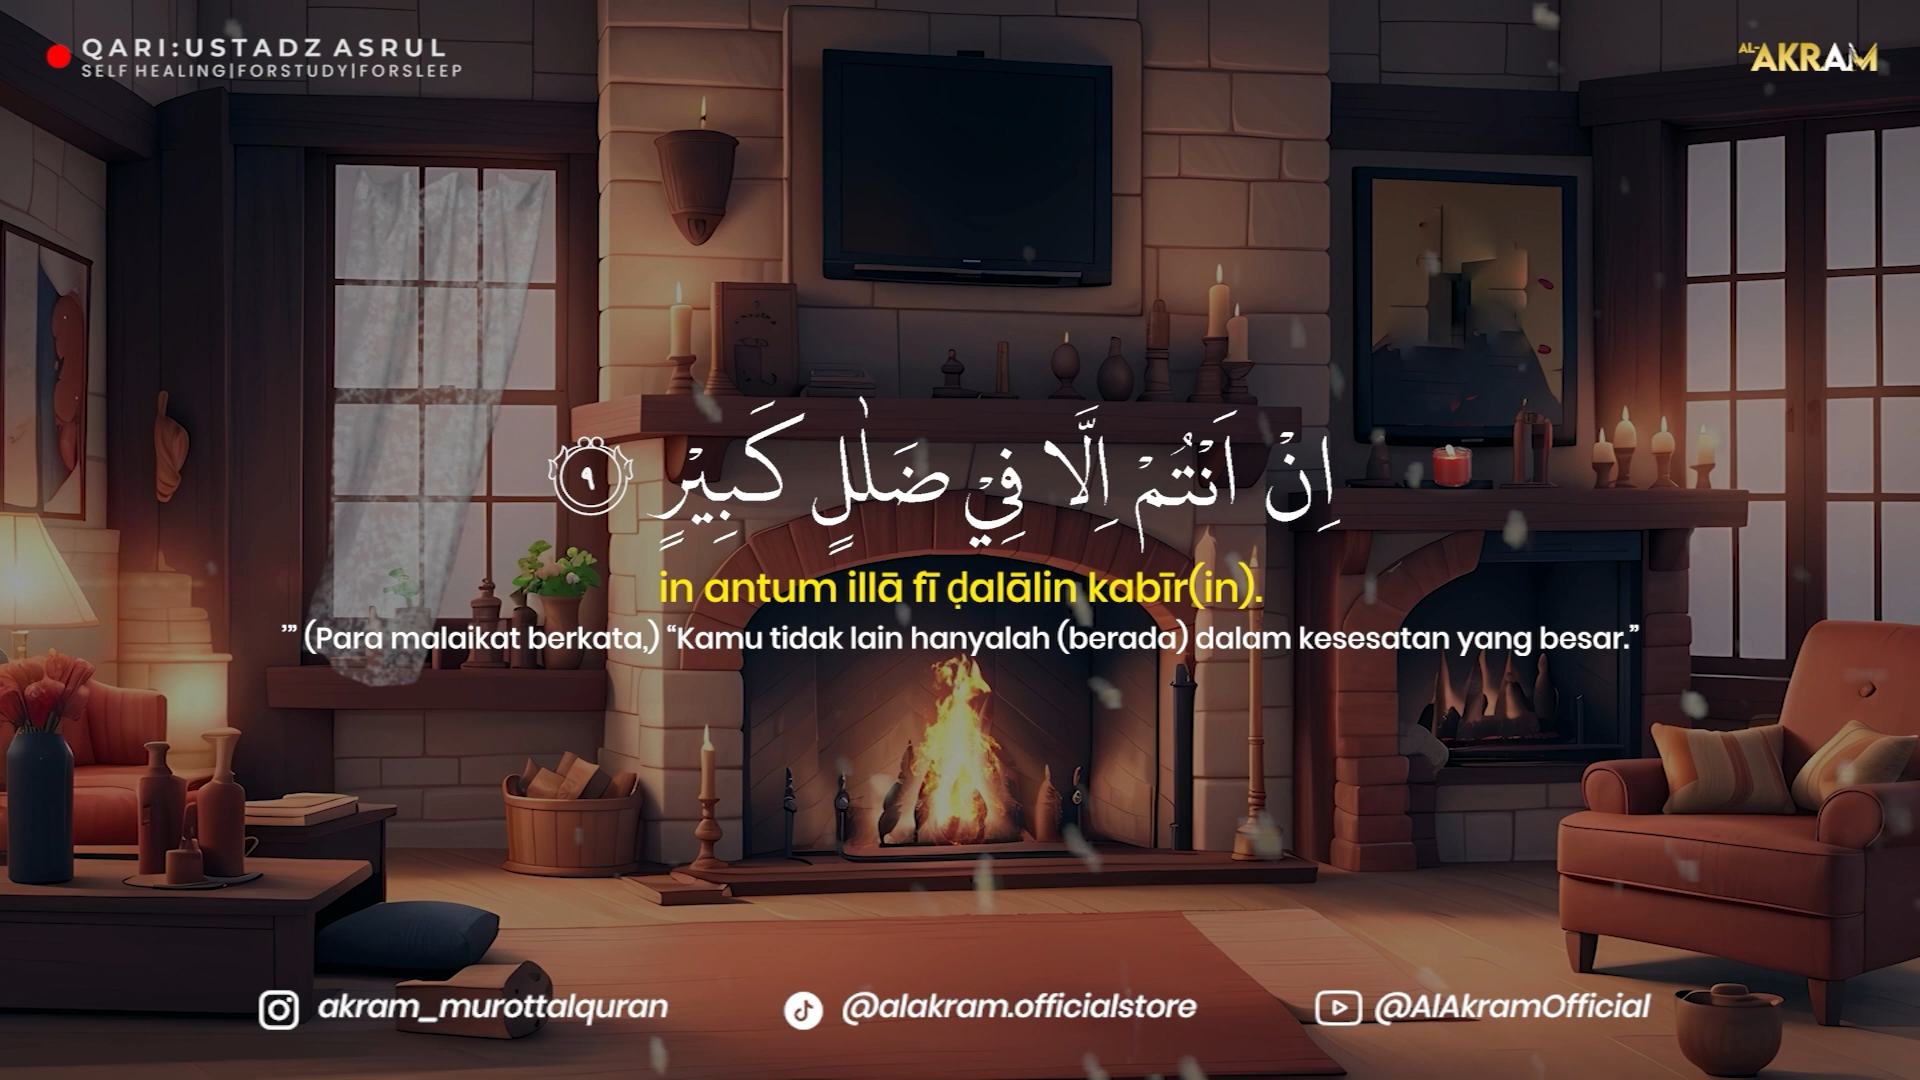 QARI:USTADZ ASRUL
SELF HEALING|FORSTUDY|FORSLEEP
AL-AKRAM
اِنْ اَنْتُمْ اِلَّا فِيْ ضَلٰلٍ كَبِيْرٍ ٩
in antum illā fī ḍalālin kabīr(in).
’” (Para malaikat berkata,) “Kamu tidak lain hanyalah (berada) dalam kesesatan yang besar.”
akram_murottalquran
@alakram.officialstore
@AlAkramOfficial